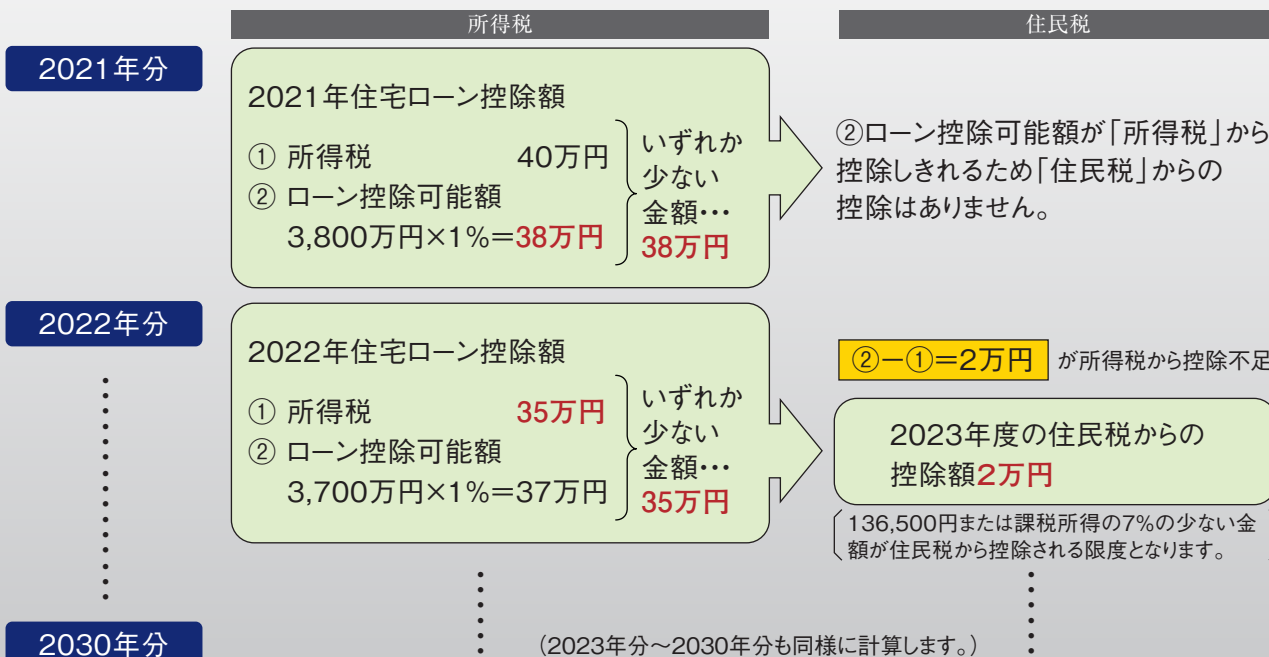 所得税
住民税
2021年分
2021年住宅ローン控除額
① 所得税 40万円
② ローン控除可能額
3,800万円×1%=38万円
いずれか
少ない
金額…
38万円
②ローン控除可能額が「所得税」から
控除しきれるため「住民税」からの
控除はありません。
2022年分
2022年住宅ローン控除額
① 所得税 35万円
② ローン控除可能額
3,700万円×1%=37万円
いずれか
少ない
金額…
35万円
②−①=2万円 が所得税から控除不足
2023年度の住民税からの
控除額2万円
136,500円または課税所得の7%の少ない金
額が住民税から控除される限度となります。
2030年分
(2023年分〜2030年分も同様に計算します。)